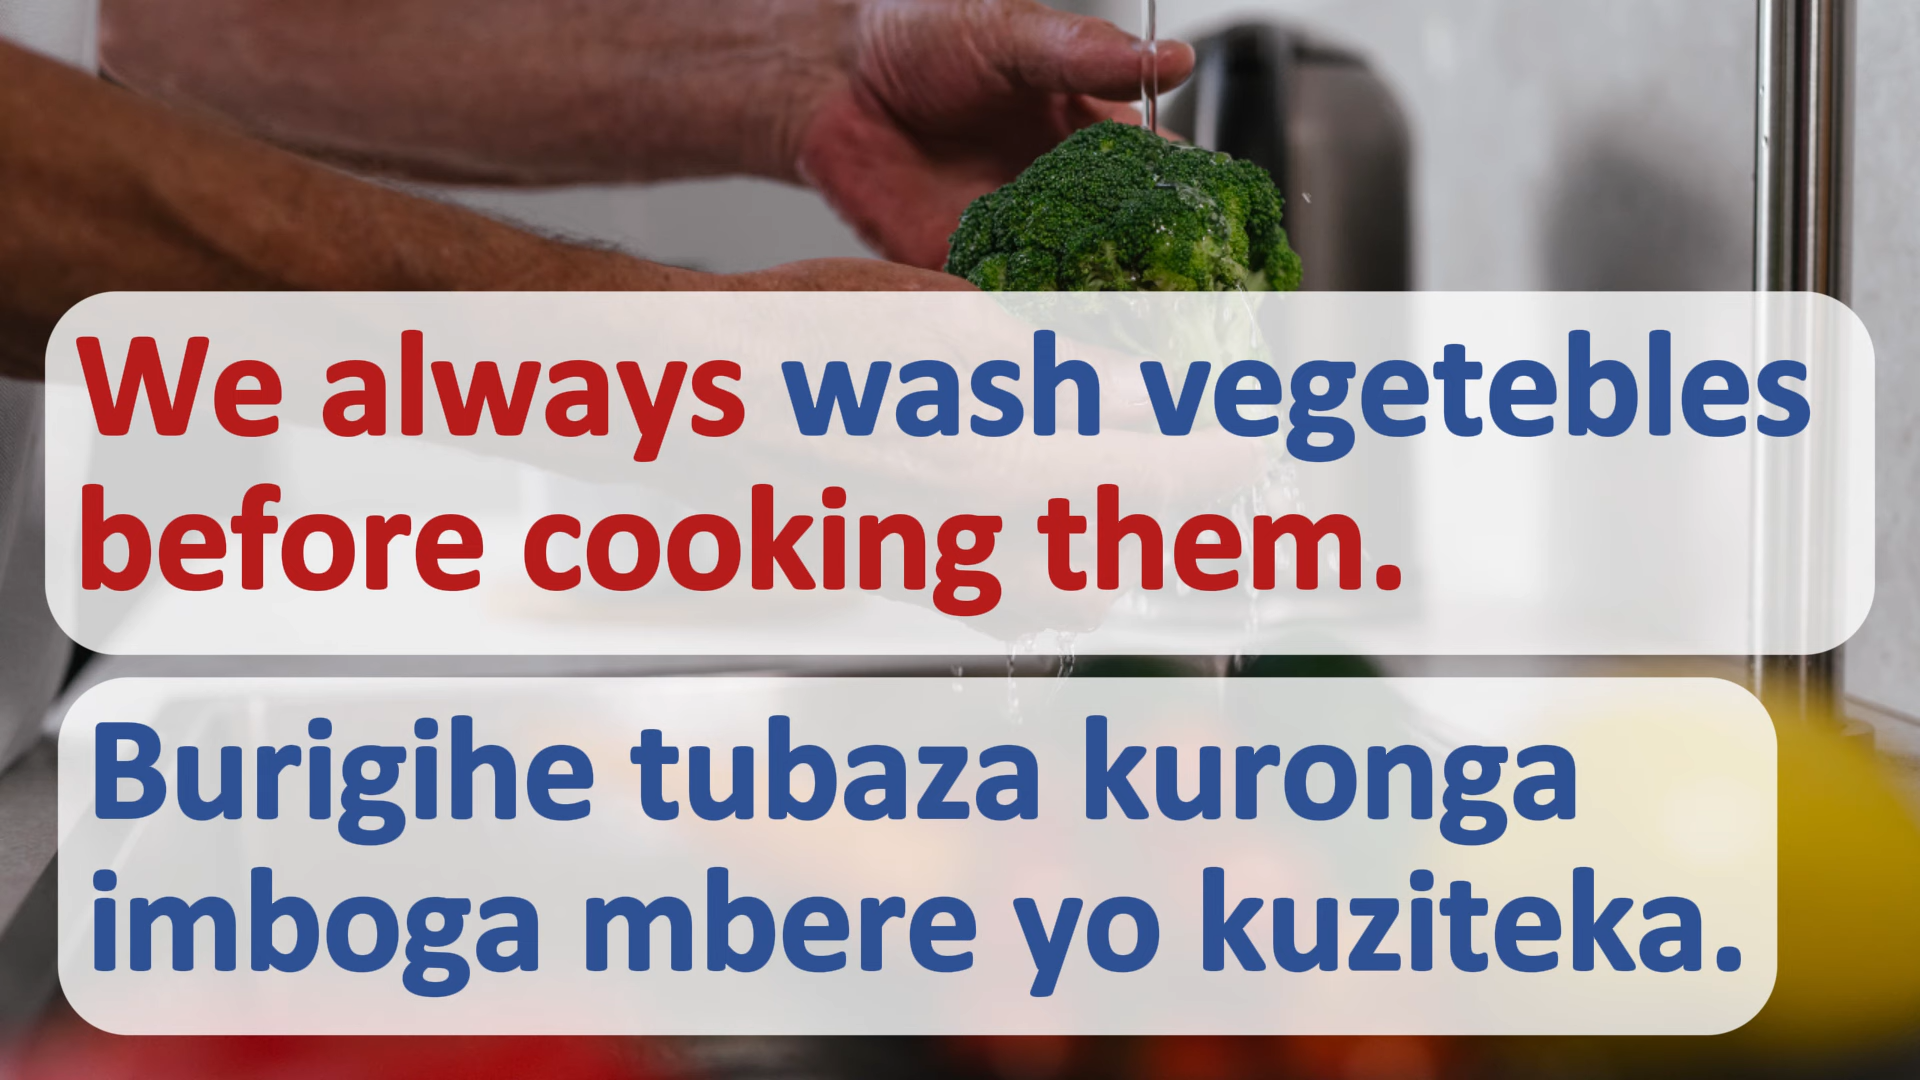 We always wash vegetebles
before cooking them.
Burigihe tubaza kuronga
imboga mbere yo kuziteka.